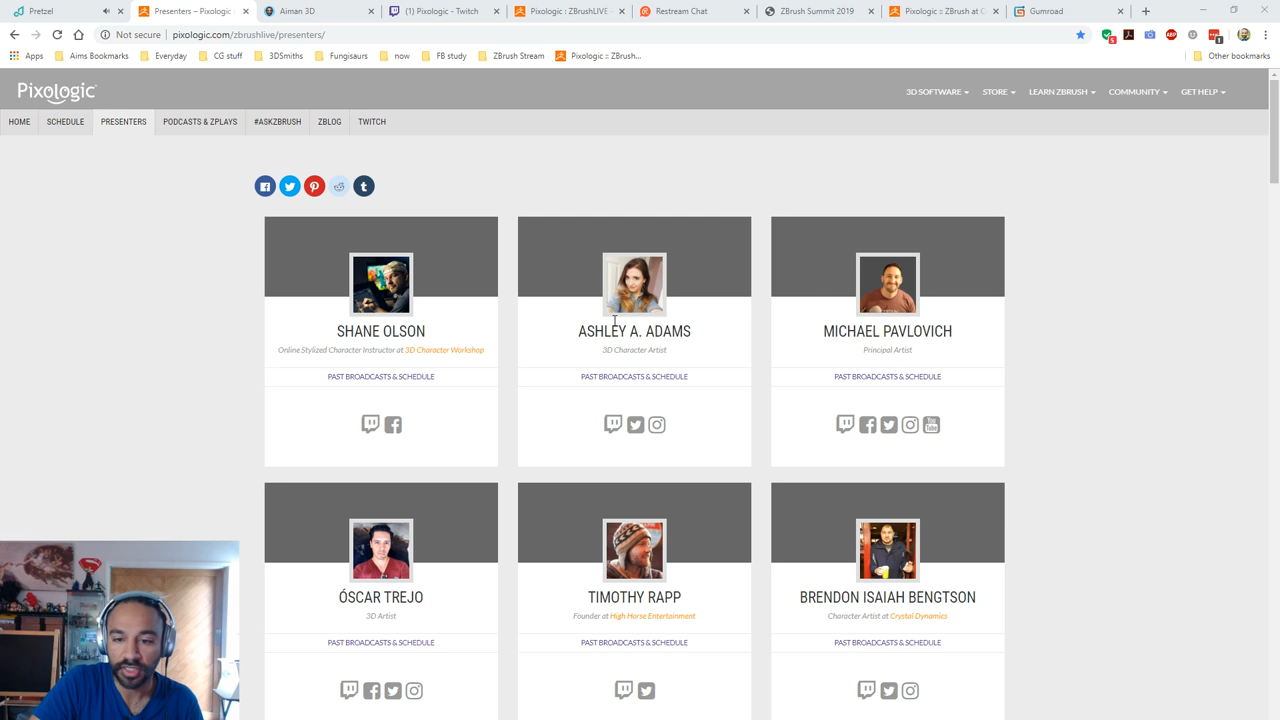 Pretzel
Presenters – Pixologic
Aiman 3D
(1) Pixologic - Twitch
Pixologic : ZBrushLIVE
Restream Chat
ZBrush Summit 2019
Pixologic :: ZBrush at C
Gumroad
Not secure | pixologic.com/zbrushlive/presenters/
Apps
Aims Bookmarks
Everyday
CG stuff
3DSmiths
Fungisaurs
now
FB study
ZBrush Stream
Pixologic :: ZBrush...
Other bookmarks
Pixologic
3D SOFTWARE
STORE
LEARN ZBRUSH
COMMUNITY
GET HELP
HOME
SCHEDULE
PRESENTERS
PODCASTS & ZPLAYS
#ASKZBRUSH
ZBLOG
TWITCH
SHANE OLSON
Online Stylized Character Instructor at 3D Character Workshop
PAST BROADCASTS & SCHEDULE
ASHLEY A. ADAMS
3D Character Artist
PAST BROADCASTS & SCHEDULE
MICHAEL PAVLOVICH
Principal Artist
PAST BROADCASTS & SCHEDULE
You
Tube
ÓSCAR TREJO
3D Artist
PAST BROADCASTS & SCHEDULE
TIMOTHY RAPP
Founder at High Horse Entertainment
PAST BROADCASTS & SCHEDULE
BRENDON ISAIAH BENGTSON
Character Artist at Crystal Dynamics
PAST BROADCASTS & SCHEDULE